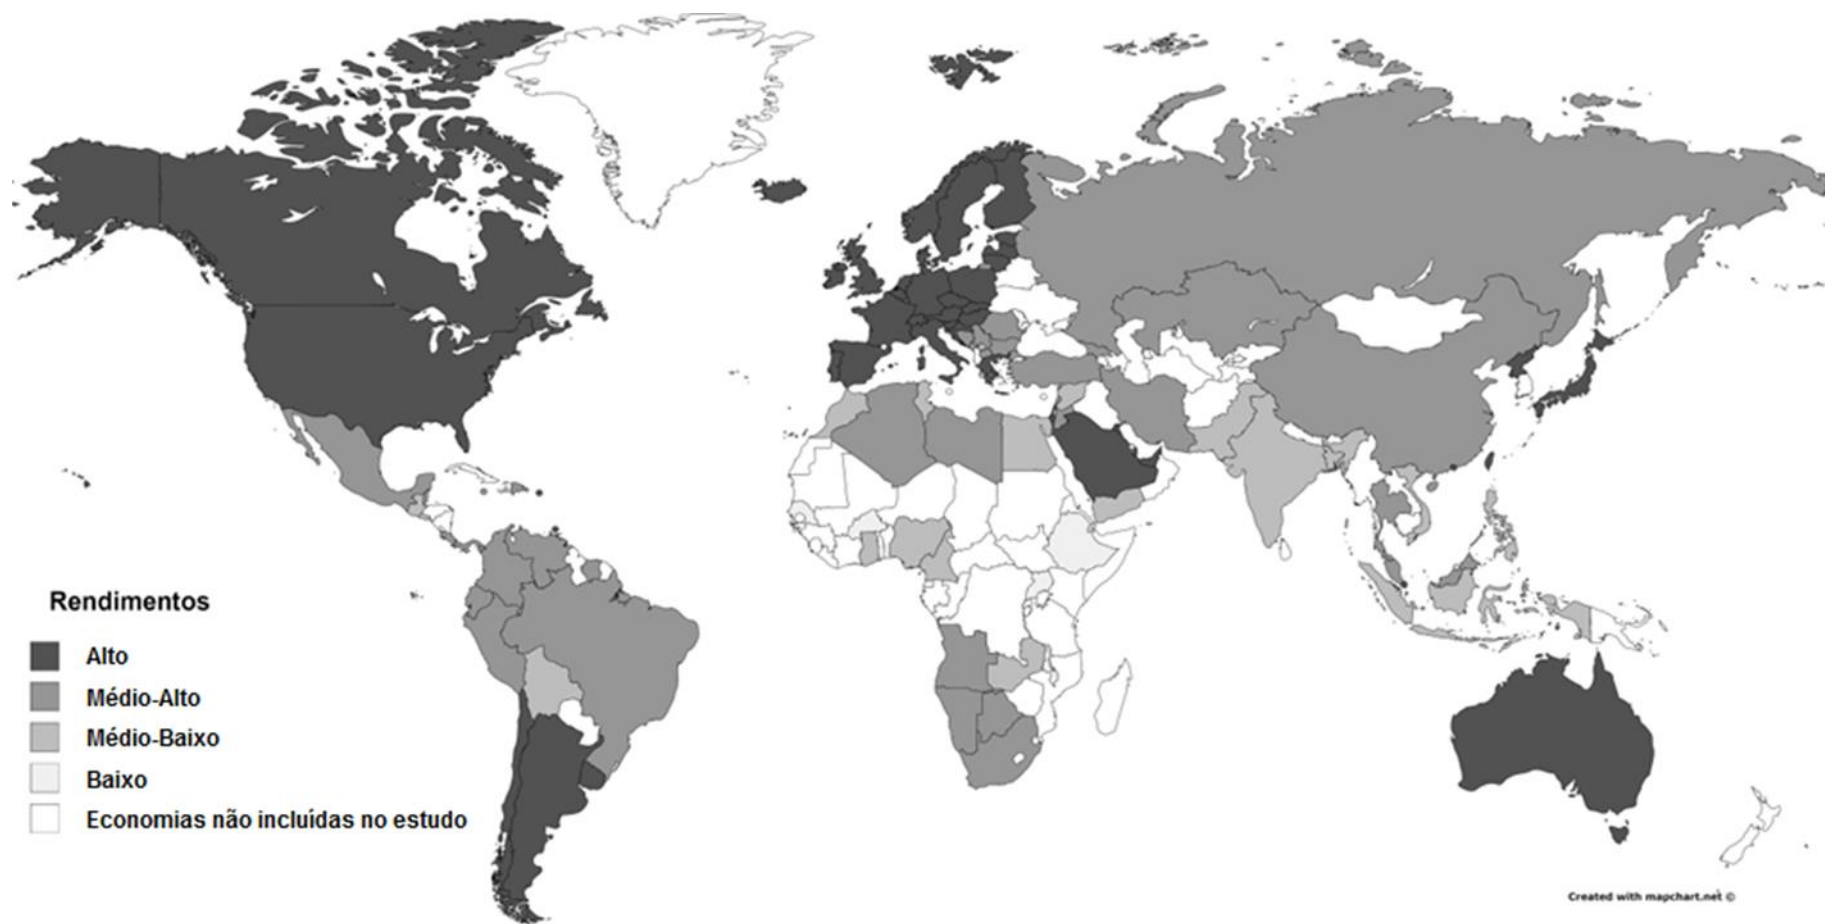 Rendimentos
Alto
Médio-Alto
Médio-Baixo
Baixo
Economias não incluídas no estudo
Created with mapchart.net ©